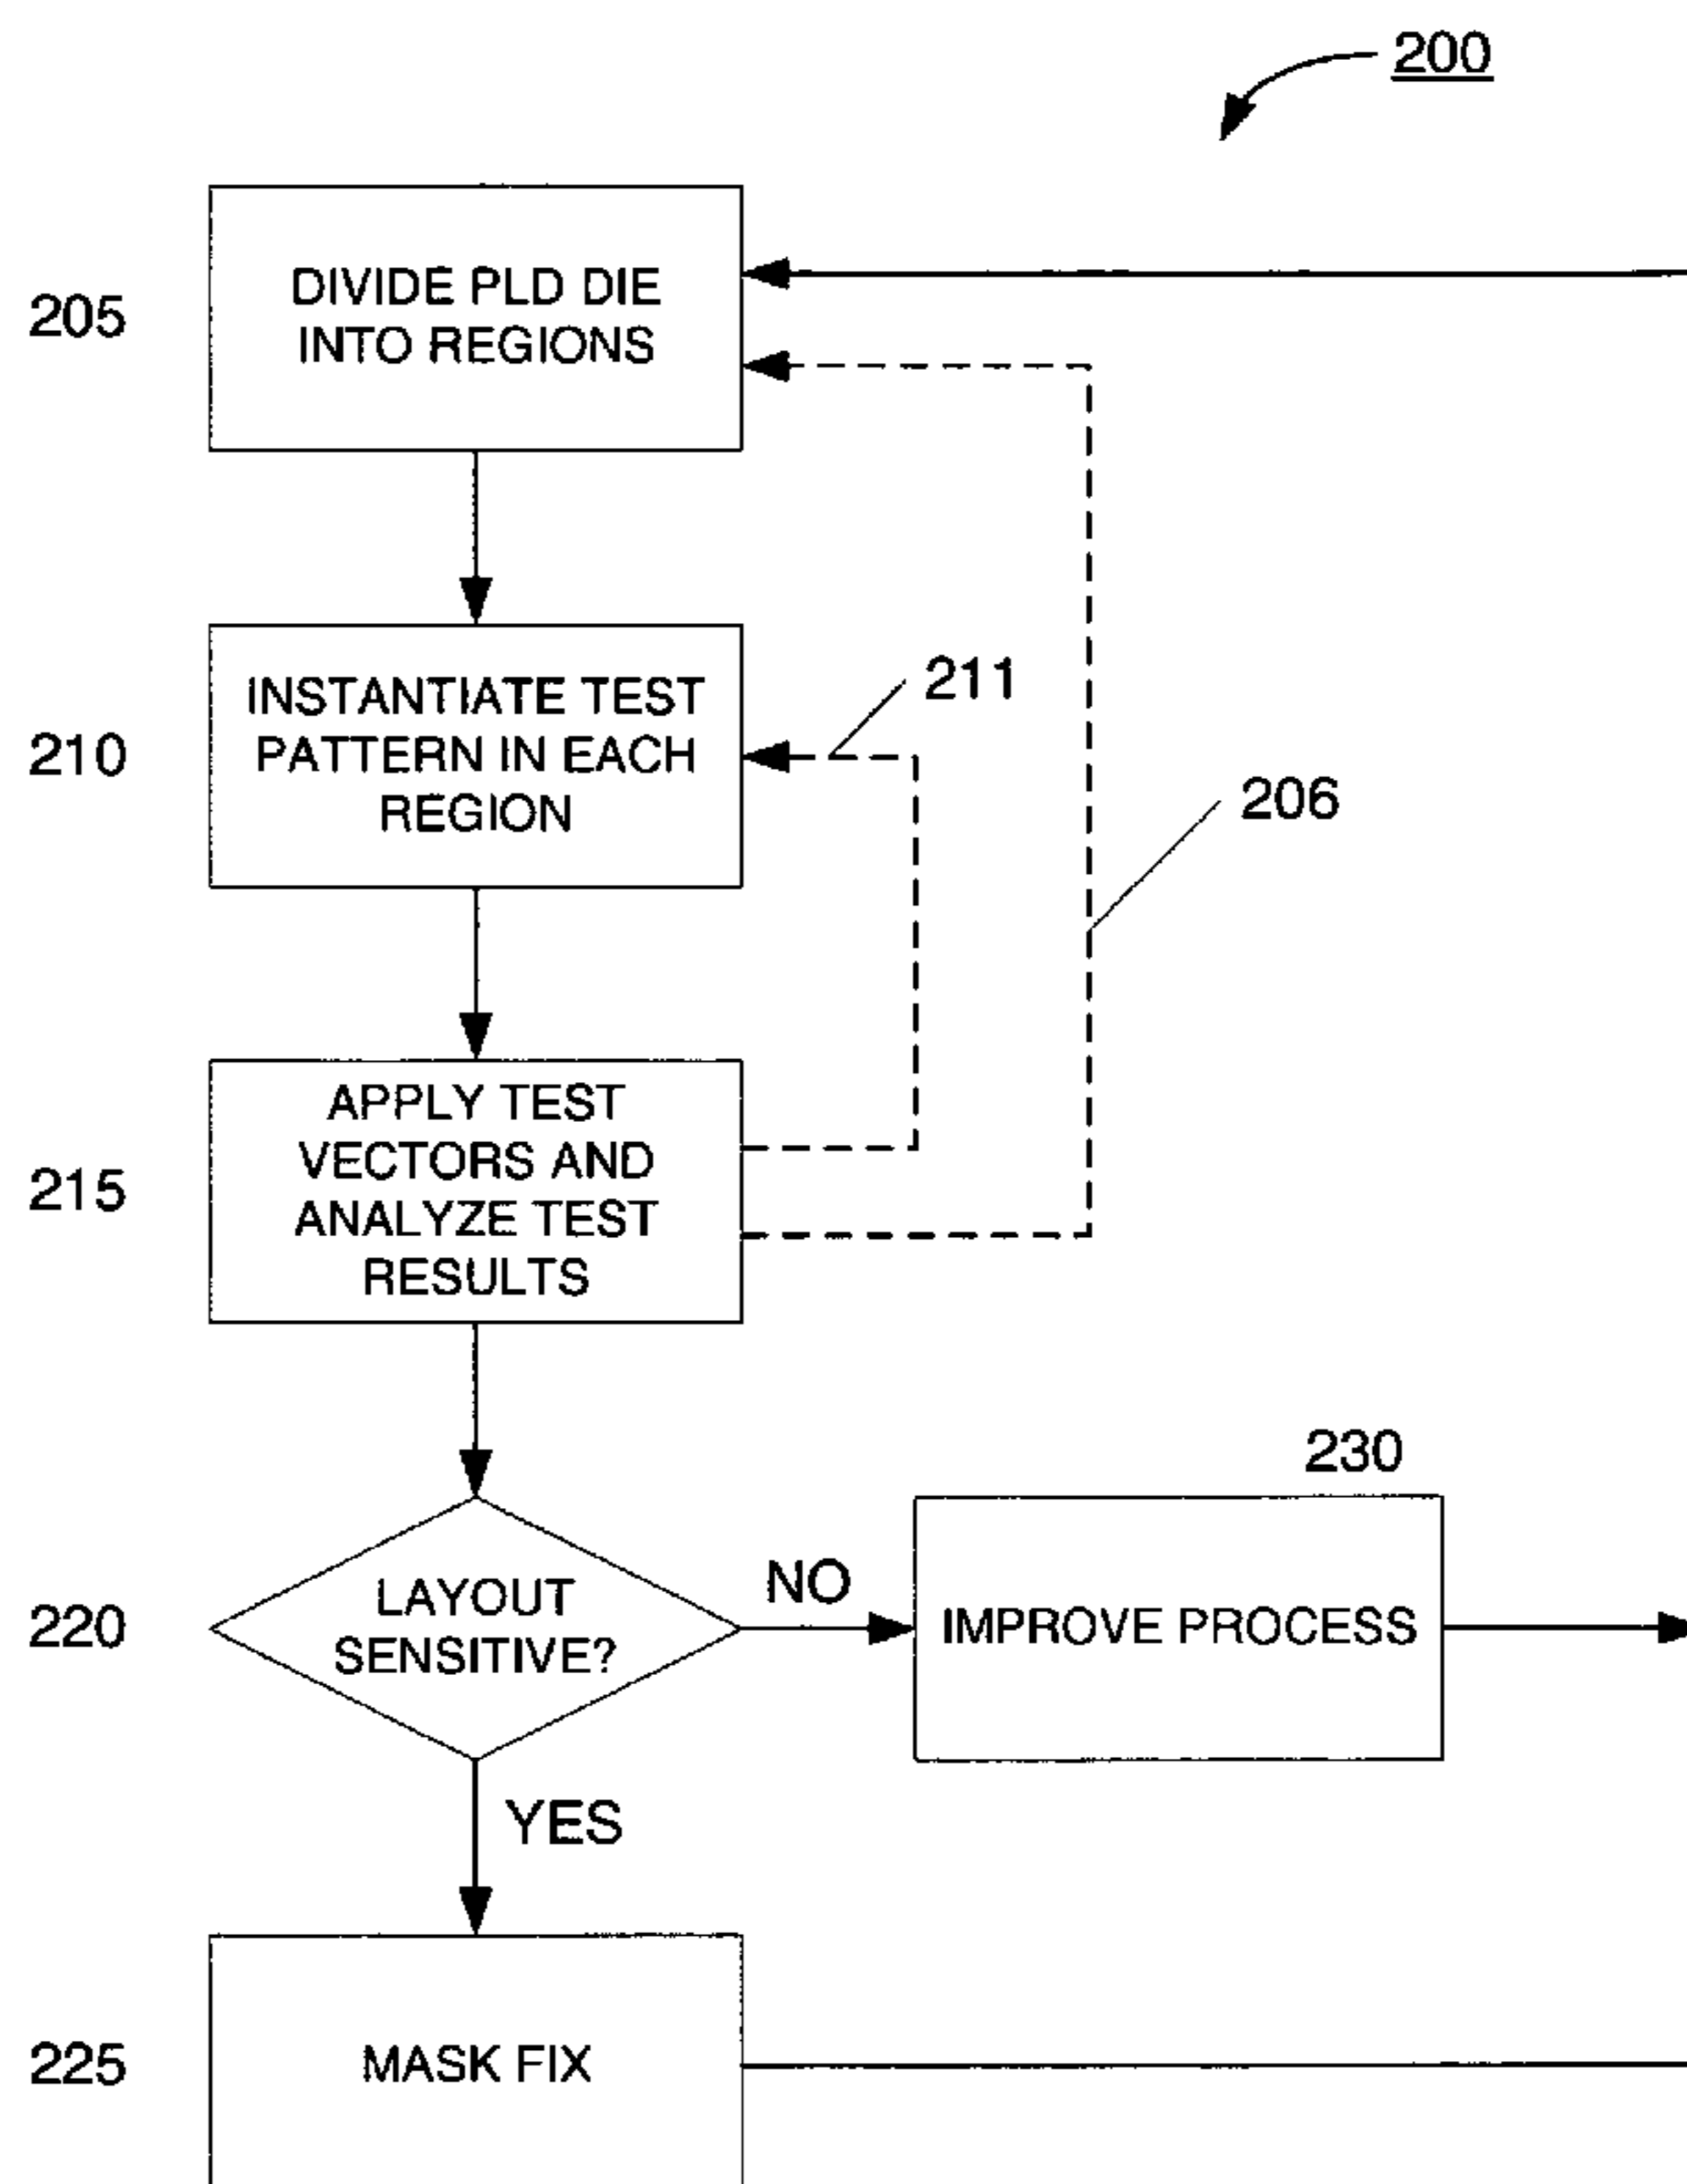 200
205
DIVIDE PLD DIE
INTO REGIONS
210
INSTANTIATE TEST
PATTERN IN EACH
REGION
211
206
215
APPLY TEST
VECTORS AND
ANALYZE TEST
RESULTS
220
LAYOUT
SENSITIVE?
NO
230
IMPROVE PROCESS
YES
225
MASK FIX